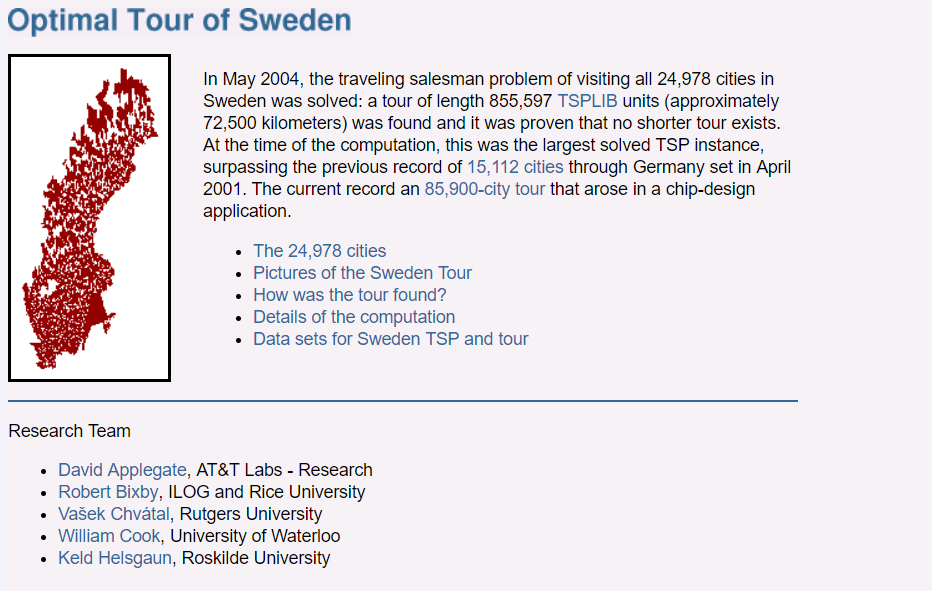 Optimal Tour of Sweden
In May 2004, the traveling salesman problem of visiting all 24,978 cities in
Sweden was solved: a tour of length 855,597 TSPLIB units (approximately
72,500 kilometers) was found and it was proven that no shorter tour exists.
At the time of the computation, this was the largest solved TSP instance,
surpassing the previous record of 15,112 cities through Germany set in April
2001. The current record an 85,900-city tour that arose in a chip-design
application.
• The 24,978 cities
• Pictures of the Sweden Tour
• How was the tour found?
• Details of the computation
• Data sets for Sweden TSP and tour
Research Team
• David Applegate, AT&T Labs - Research
• Robert Bixby, ILOG and Rice University
• Vašek Chvátal, Rutgers University
• William Cook, University of Waterloo
• Keld Helsgaun, Roskilde University